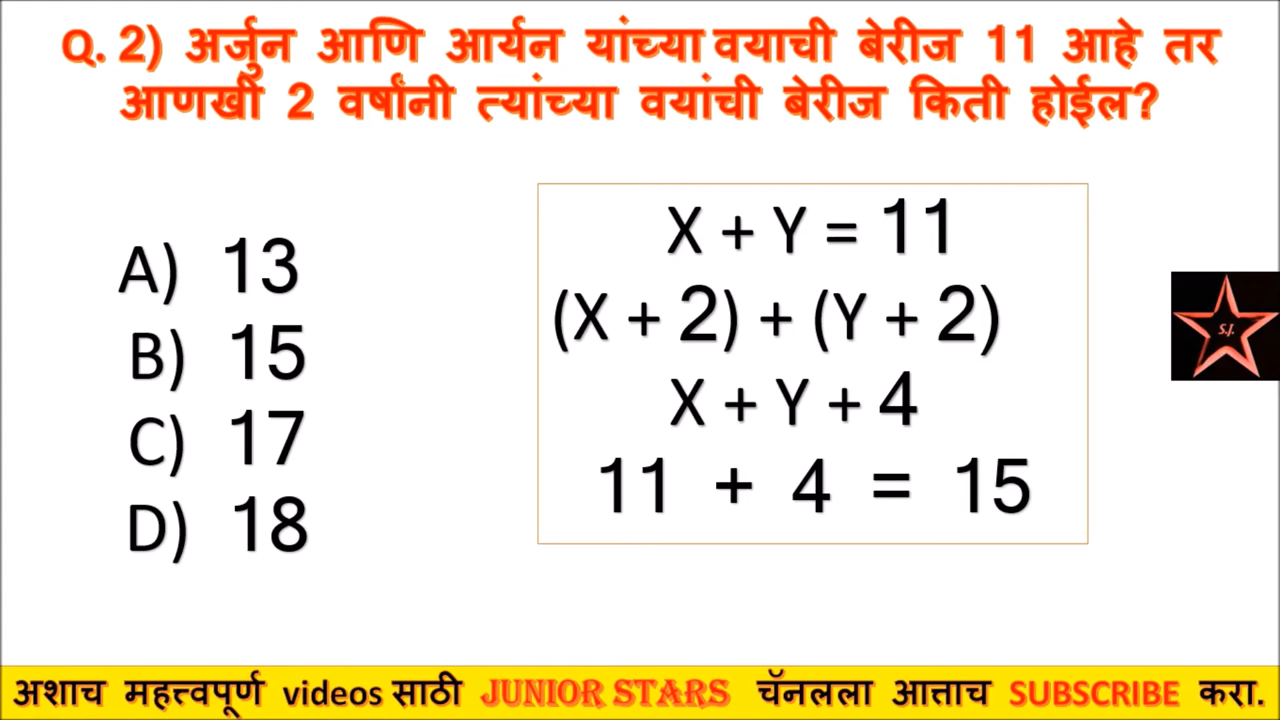 Q. 2) अर्जुन आणि आर्यन यांच्या वयाची बेरीज 11 आहे तर
आणखी 2 वर्षांनी त्यांच्या वयांची बेरीज किती होईल?
A) 13
B) 15
C) 17
D) 18
X + Y = 11
(X + 2) + (Y + 2)
X + Y + 4
11 + 4 = 15
S.J.
अशाच महत्त्वपूर्ण videos साठी JUNIOR STARS चॅनलला आत्ताच SUBSCRIBE करा.